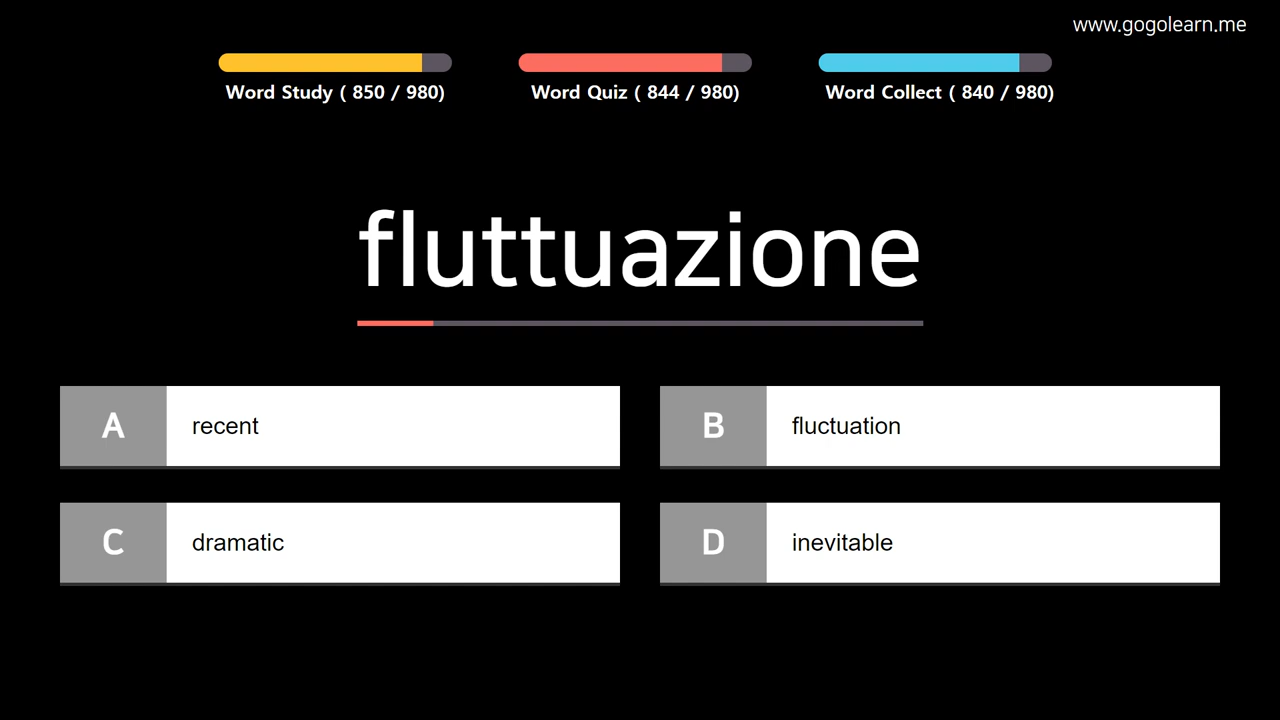 www.gogolearn.me
Word Study ( 850 / 980)
Word Quiz ( 844 / 980)
Word Collect ( 840 / 980)
fluttuazione
A
recent
B
fluctuation
C
dramatic
D
inevitable